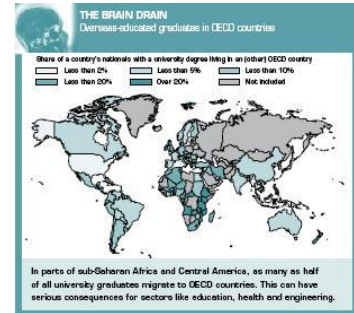 THE BRAIN DRAIN
Overseas-educated graduates in OECD countries
Share of a country's nationals with a university degree living in an (other) OECD country
Less than 2%
Less than 5%
Less than 10%
Less than 20%
Over 20%
Not included
In parts of sub-Saharan Africa and Central America, as many as half
of all university graduates migrate to OECD countries. This can have
serious consequences for sectors like education, health and engineering.